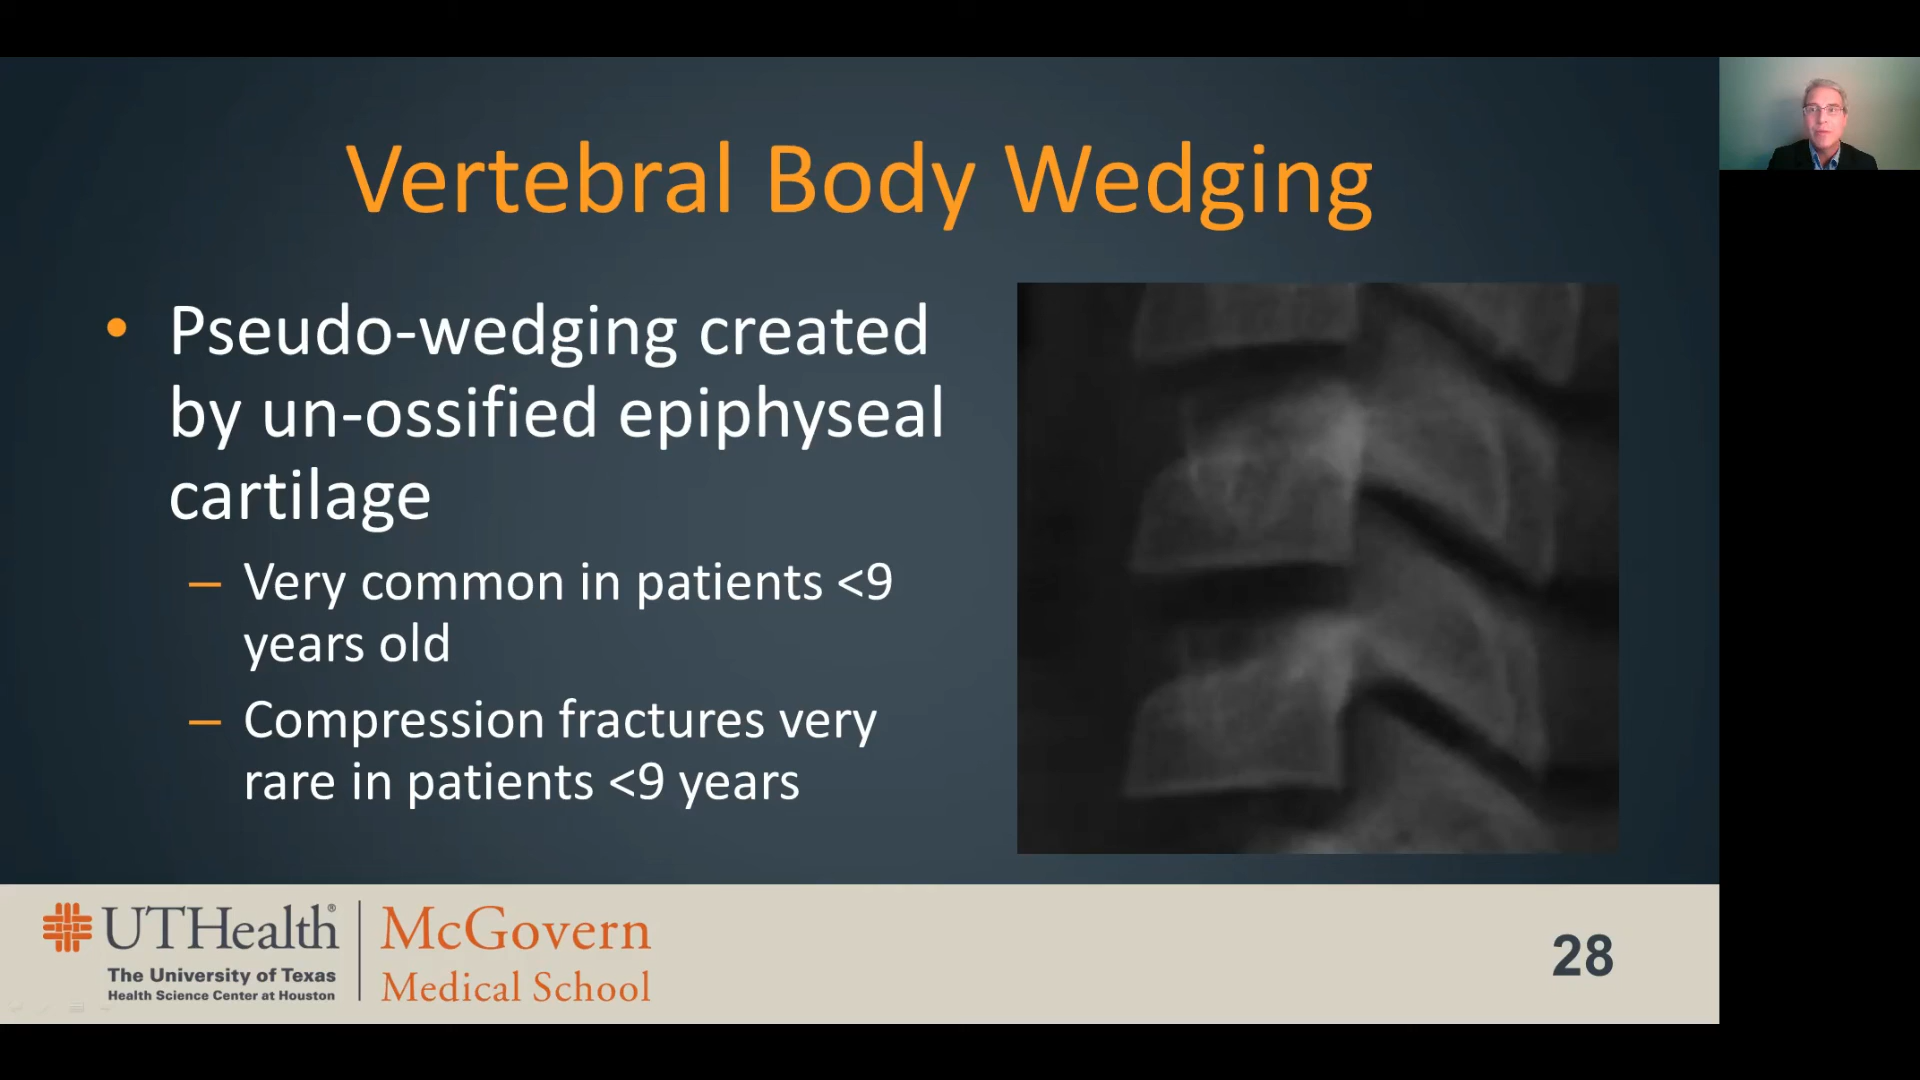 Vertebral Body Wedging
• Pseudo-wedging created
by un-ossified epiphyseal
cartilage
– Very common in patients <9
years old
– Compression fractures very
rare in patients <9 years
UTHealth®
The University of Texas
Health Science Center at Houston
McGovern
Medical School
28